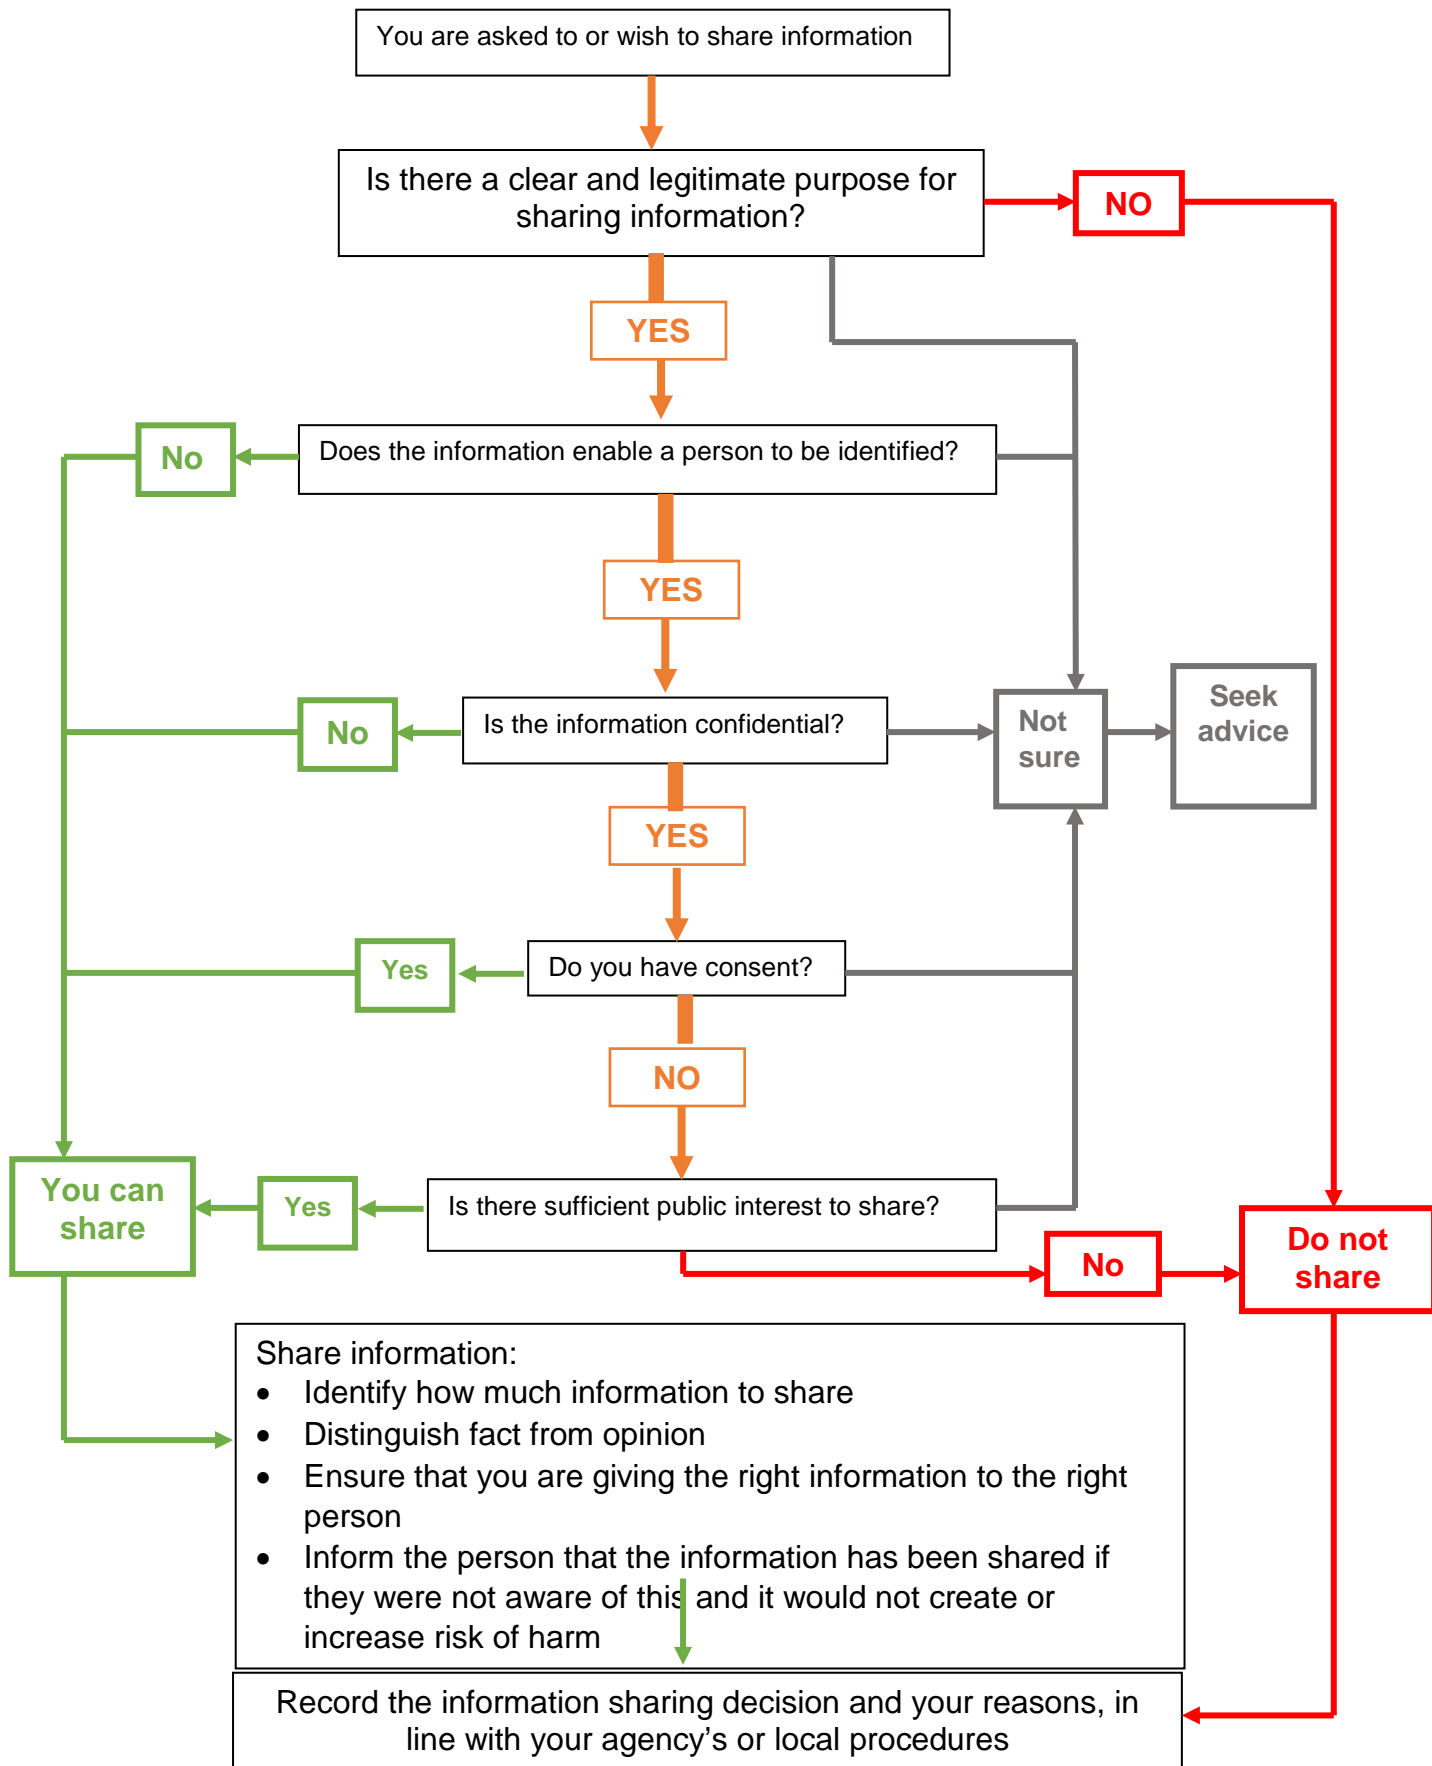 You are asked to or wish to share information
Is there a clear and legitimate purpose for
sharing information?
NO
YES
Does the information enable a person to be identified?
No
YES
Is the information confidential?
No
Not
sure
Seek
advice
YES
Do you have consent?
Yes
NO
Is there sufficient public interest to share?
Yes
You can
share
No
Do not
share
Share information:
• Identify how much information to share
• Distinguish fact from opinion
• Ensure that you are giving the right information to the right
person
• Inform the person that the information has been shared if
they were not aware of this and it would not create or
increase risk of harm
Record the information sharing decision and your reasons, in
line with your agency’s or local procedures